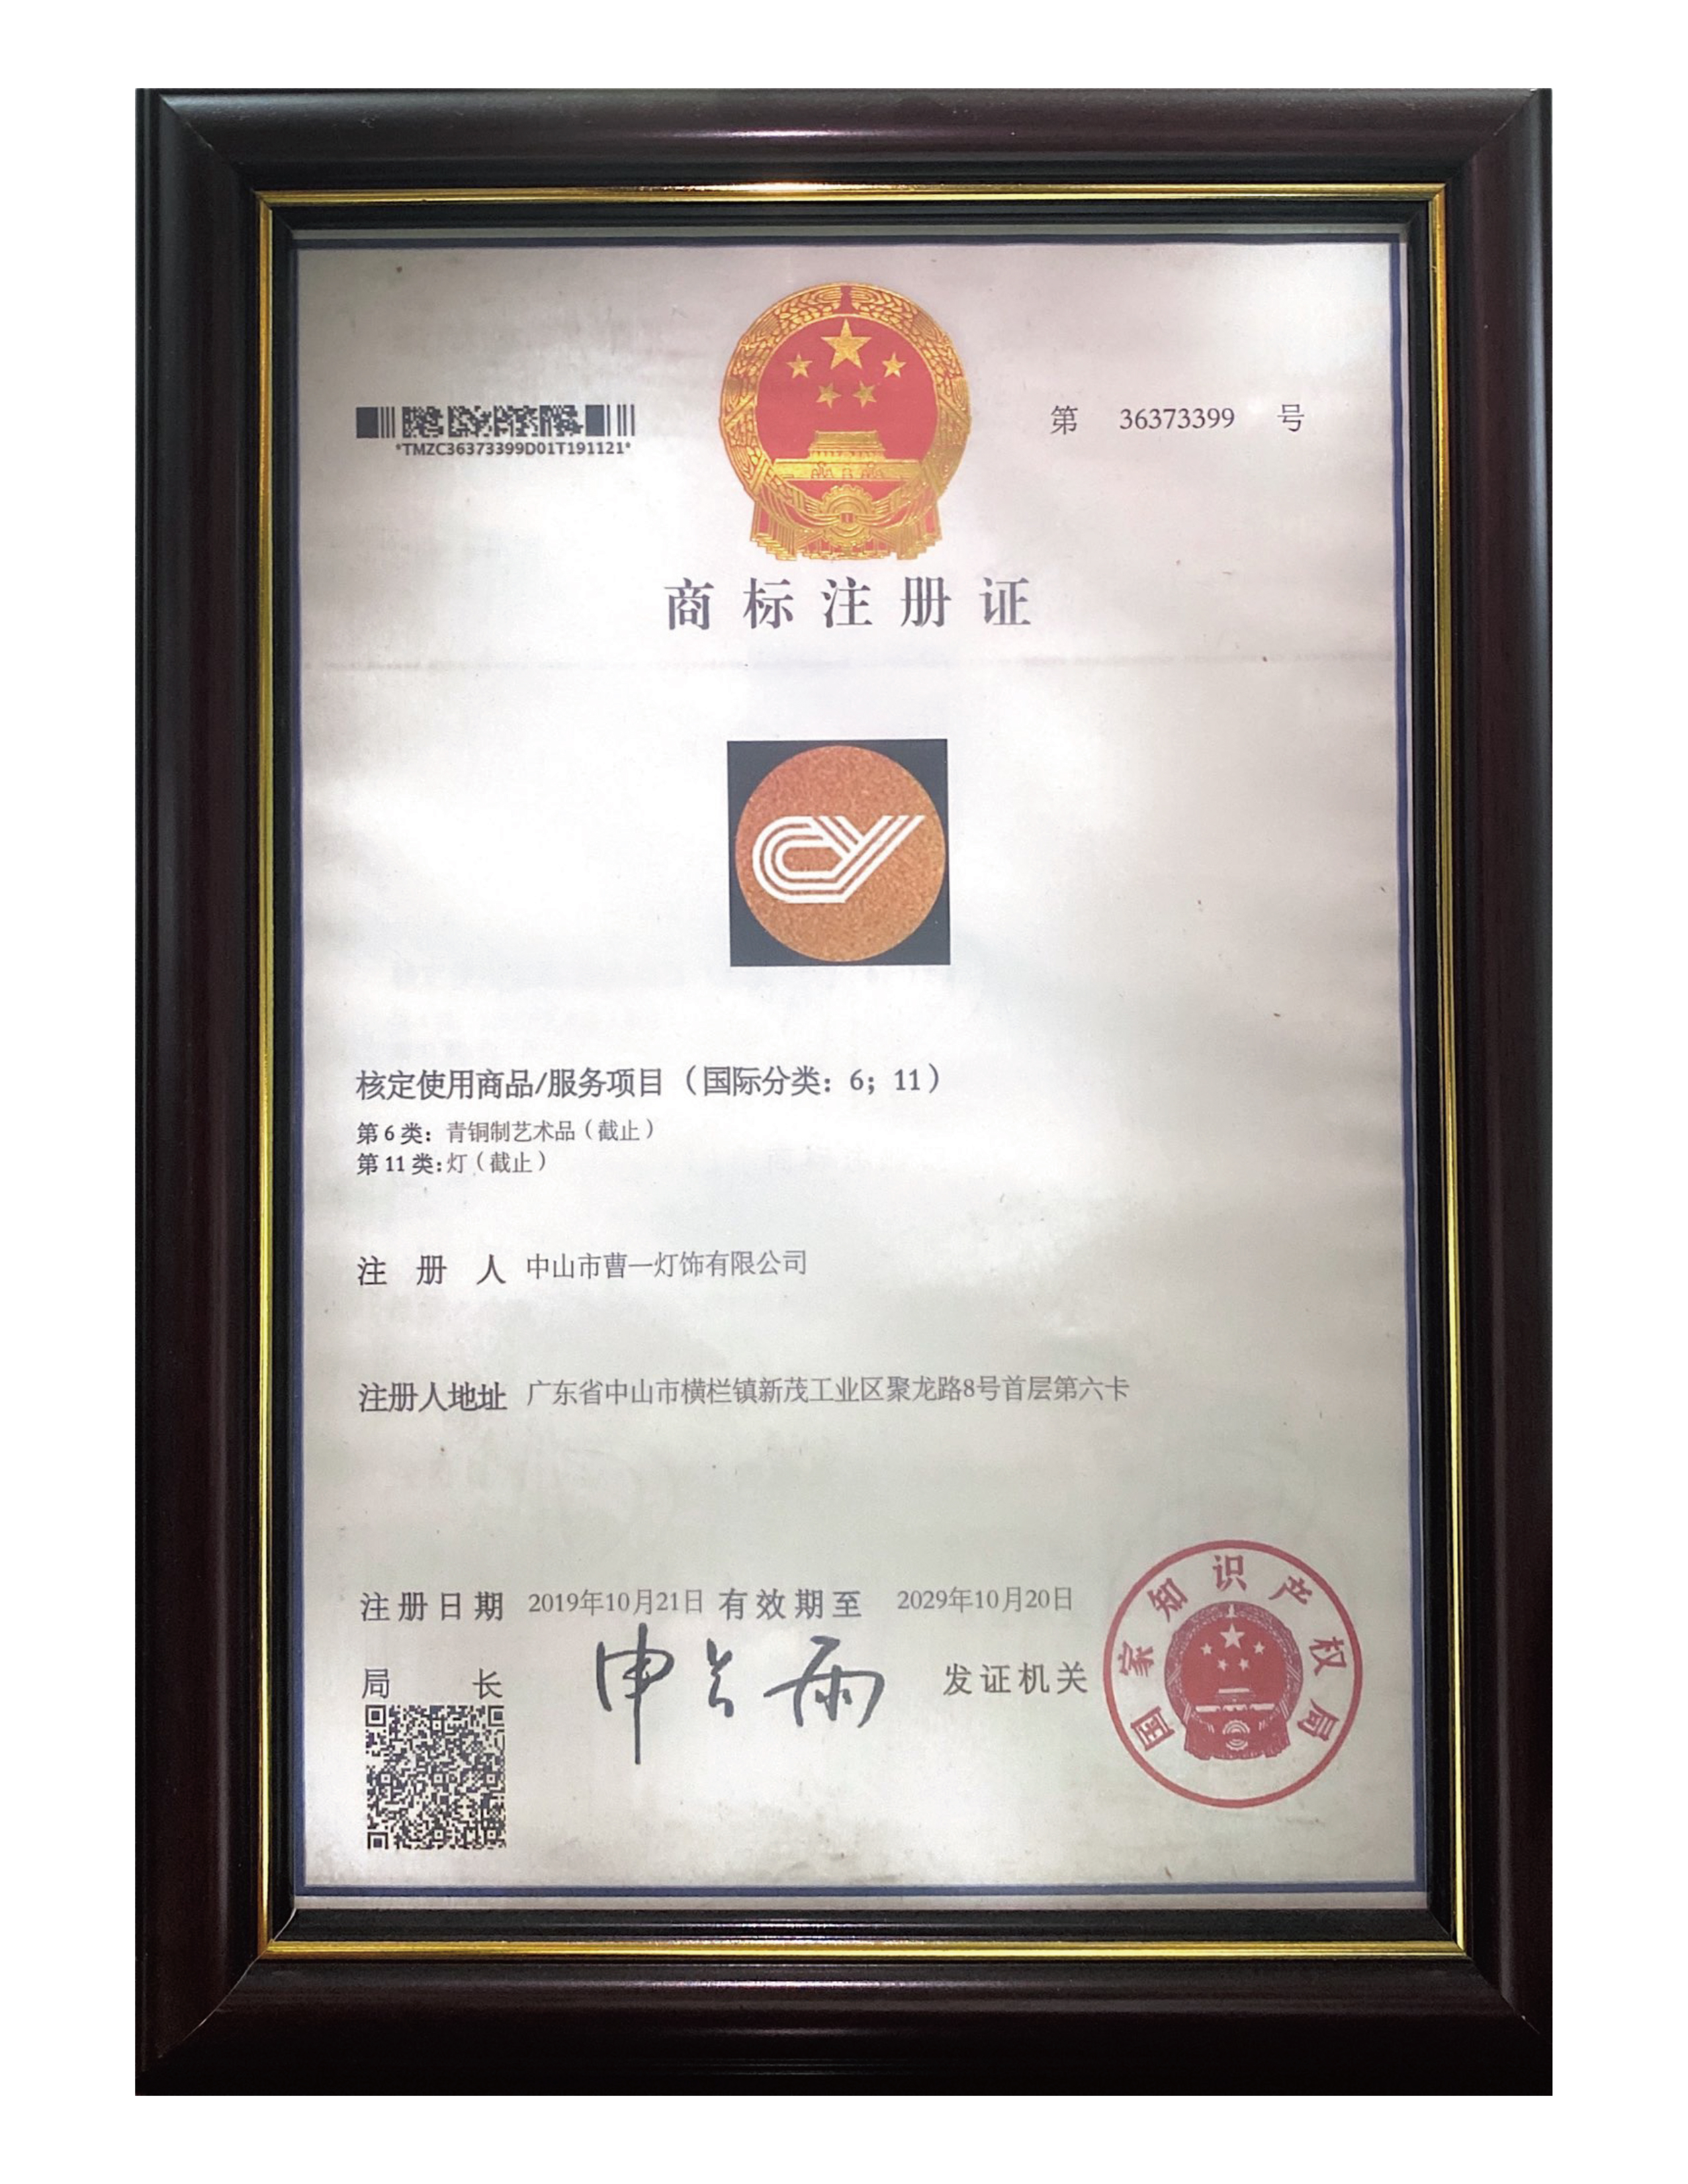 第 36373399 号
*TMZC36373399D01T191121*
商标注册证
CY
核定使用商品/服务项目（国际分类：6；11）
第 6 类：青铜制艺术品（截止）
第 11 类：灯（截止）
注 册 人 中山市曹一灯饰有限公司
注册人地址 广东省中山市横栏镇新茂工业区聚龙路8号首层第六卡
注册日期 2019年10月21日 有效期至 2029年10月20日
局 长 申长雨 发证机关
国家知识产权局